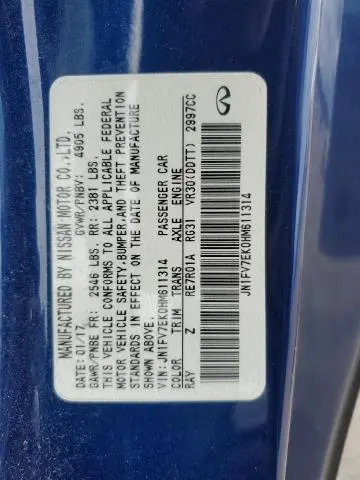 MANUFACTURED BY NISSAN MOTOR CO.,LTD.
DATE: 01/17 GVWR/PNBV: 4905 LBS.
GAWR/PNBE FR: 2546 LBS. RR: 2381 LBS.
THIS VEHICLE CONFORMS TO ALL APPLICABLE FEDERAL
MOTOR VEHICLE SAFETY,BUMPER,AND THEFT PREVENTION
STANDARDS IN EFFECT ON THE DATE OF MANUFACTURE
SHOWN ABOVE.
VIN: JN1FV7EK0HM611314 PASSENGER CAR
COLOR TRIM TRANS AXLE ENGINE
RAY Z RE7R01A RG31 VR30(DDTT) 2997CC
JN1FV7EK0HM611314